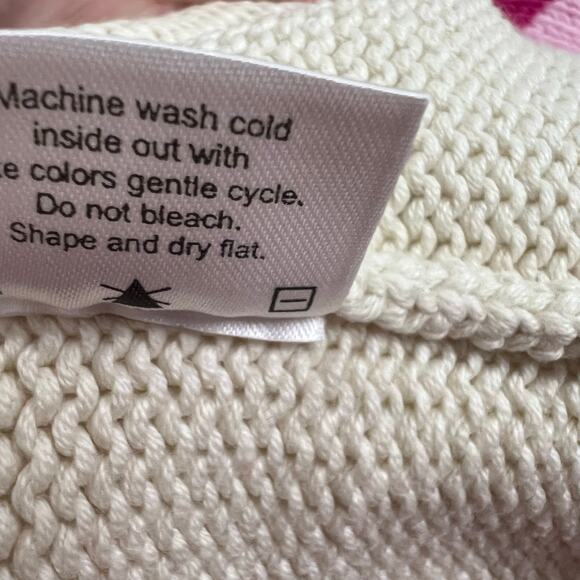 Machine wash cold
inside out with
e colors gentle cycle.
Do not bleach.
Shape and dry flat.